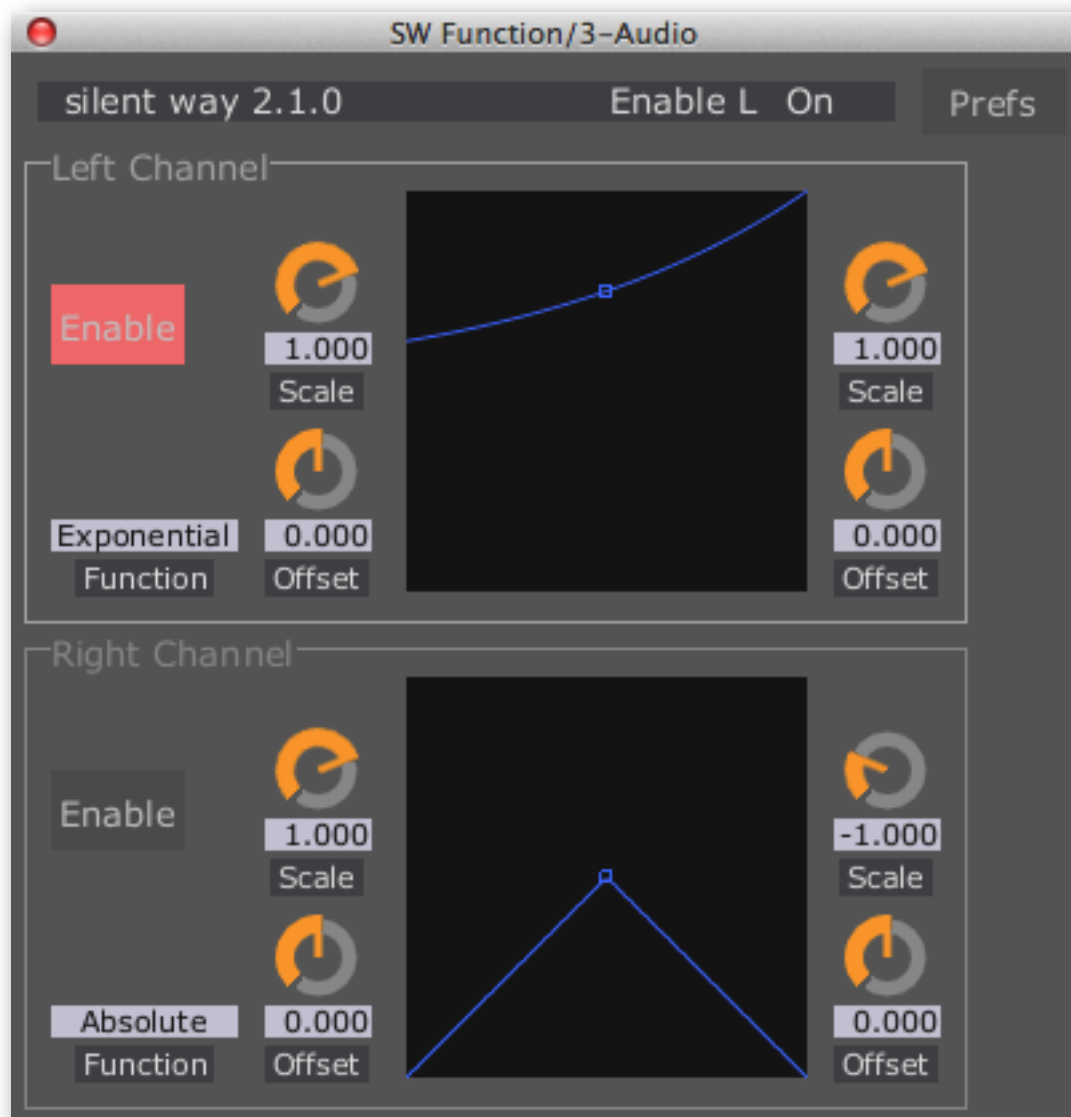 SW Function/3-Audio
silent way 2.1.0 Enable L On
Prefs
Left Channel
Enable
1.000
Scale
1.000
Scale
Exponential
Function
0.000
Offset
0.000
Offset
Right Channel
Enable
1.000
Scale
-1.000
Scale
Absolute
Function
0.000
Offset
0.000
Offset